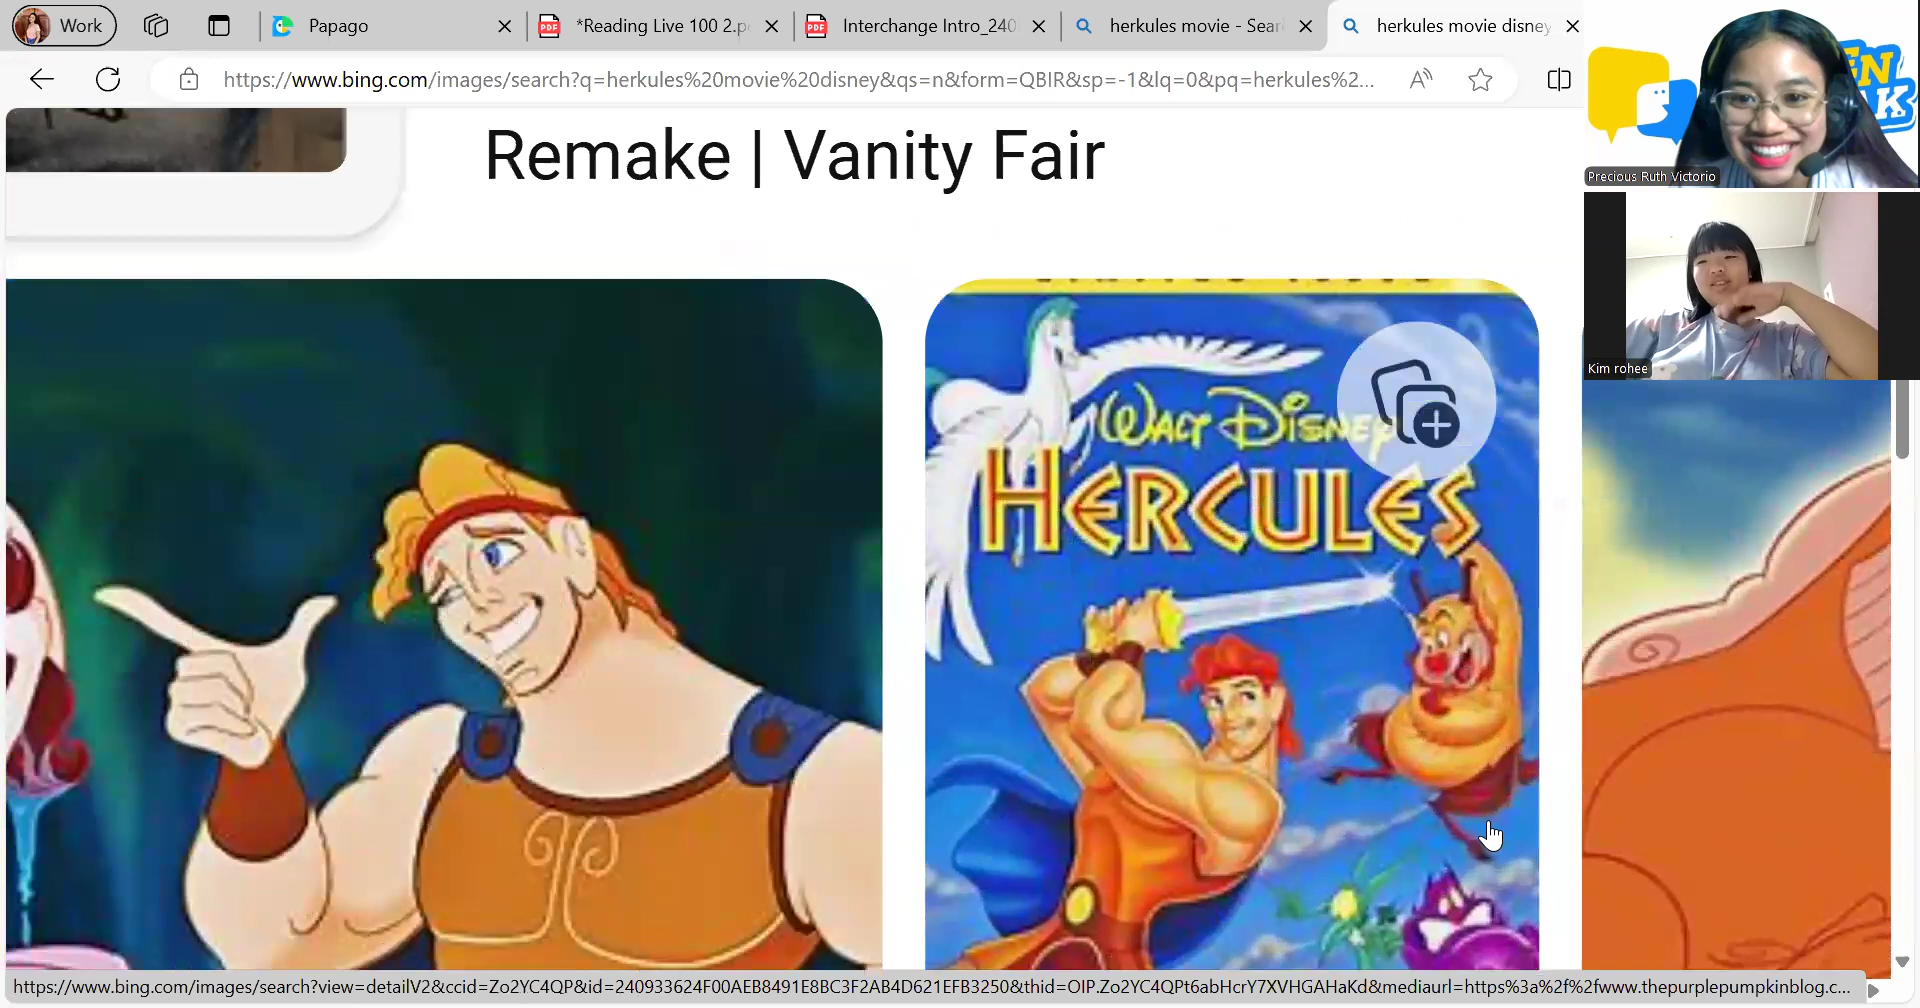 Work
Papago
*Reading Live 100 2.p
Interchange Intro_240
herkules movie - Sear
herkules movie disney
https://www.bing.com/images/search?q=herkules%20movie%20disney&qs=n&form=QBIR&sp=-1&lq=0&pq=herkules%2...
Remake | Vanity Fair
Precious Ruth Victorio
Kim rohee
WALT DISNEY
HERCULES
https://www.bing.com/images/search?view=detailV2&ccid=Zo2YC4QP&id=240933624F00AEB8491E8BC3F2AB4D621EFB3250&thid=OIP.Zo2YC4QPt6abHcrY7XVHGAHaKd&mediaurl=https%3a%2f%2fwww.thepurplepumpkinblog.c...